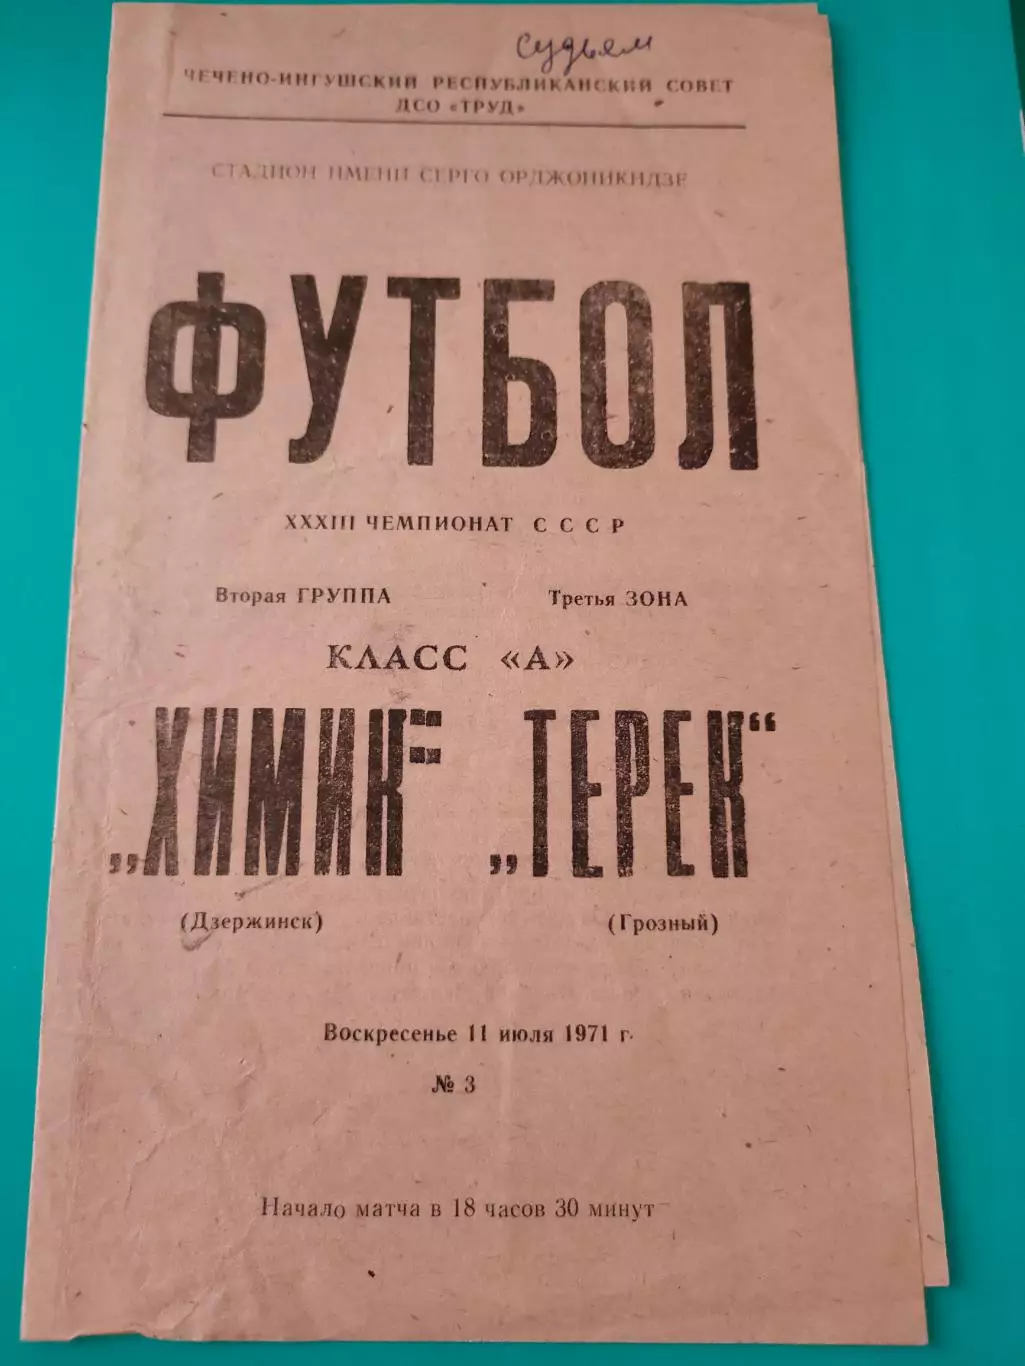 судьям
ЧЕЧЕНО-ИНГУШСКИЙ РЕСПУБЛИКАНСКИЙ СОВЕТ
ДСО «ТРУД»
СТАДИОН ИМЕНИ СЕРГО ОРДЖОНИКИДЗЕ
ФУТБОЛ
XXXIII ЧЕМПИОНАТ С С С Р
Вторая ГРУППА Третья ЗОНА
КЛАСС «А»
„ХИМИК" „ТЕРЕК“
(Дзержинск) (Грозный)
Воскресенье 11 июля 1971 г.
№ 3
Начало матча в 18 часов 30 минут